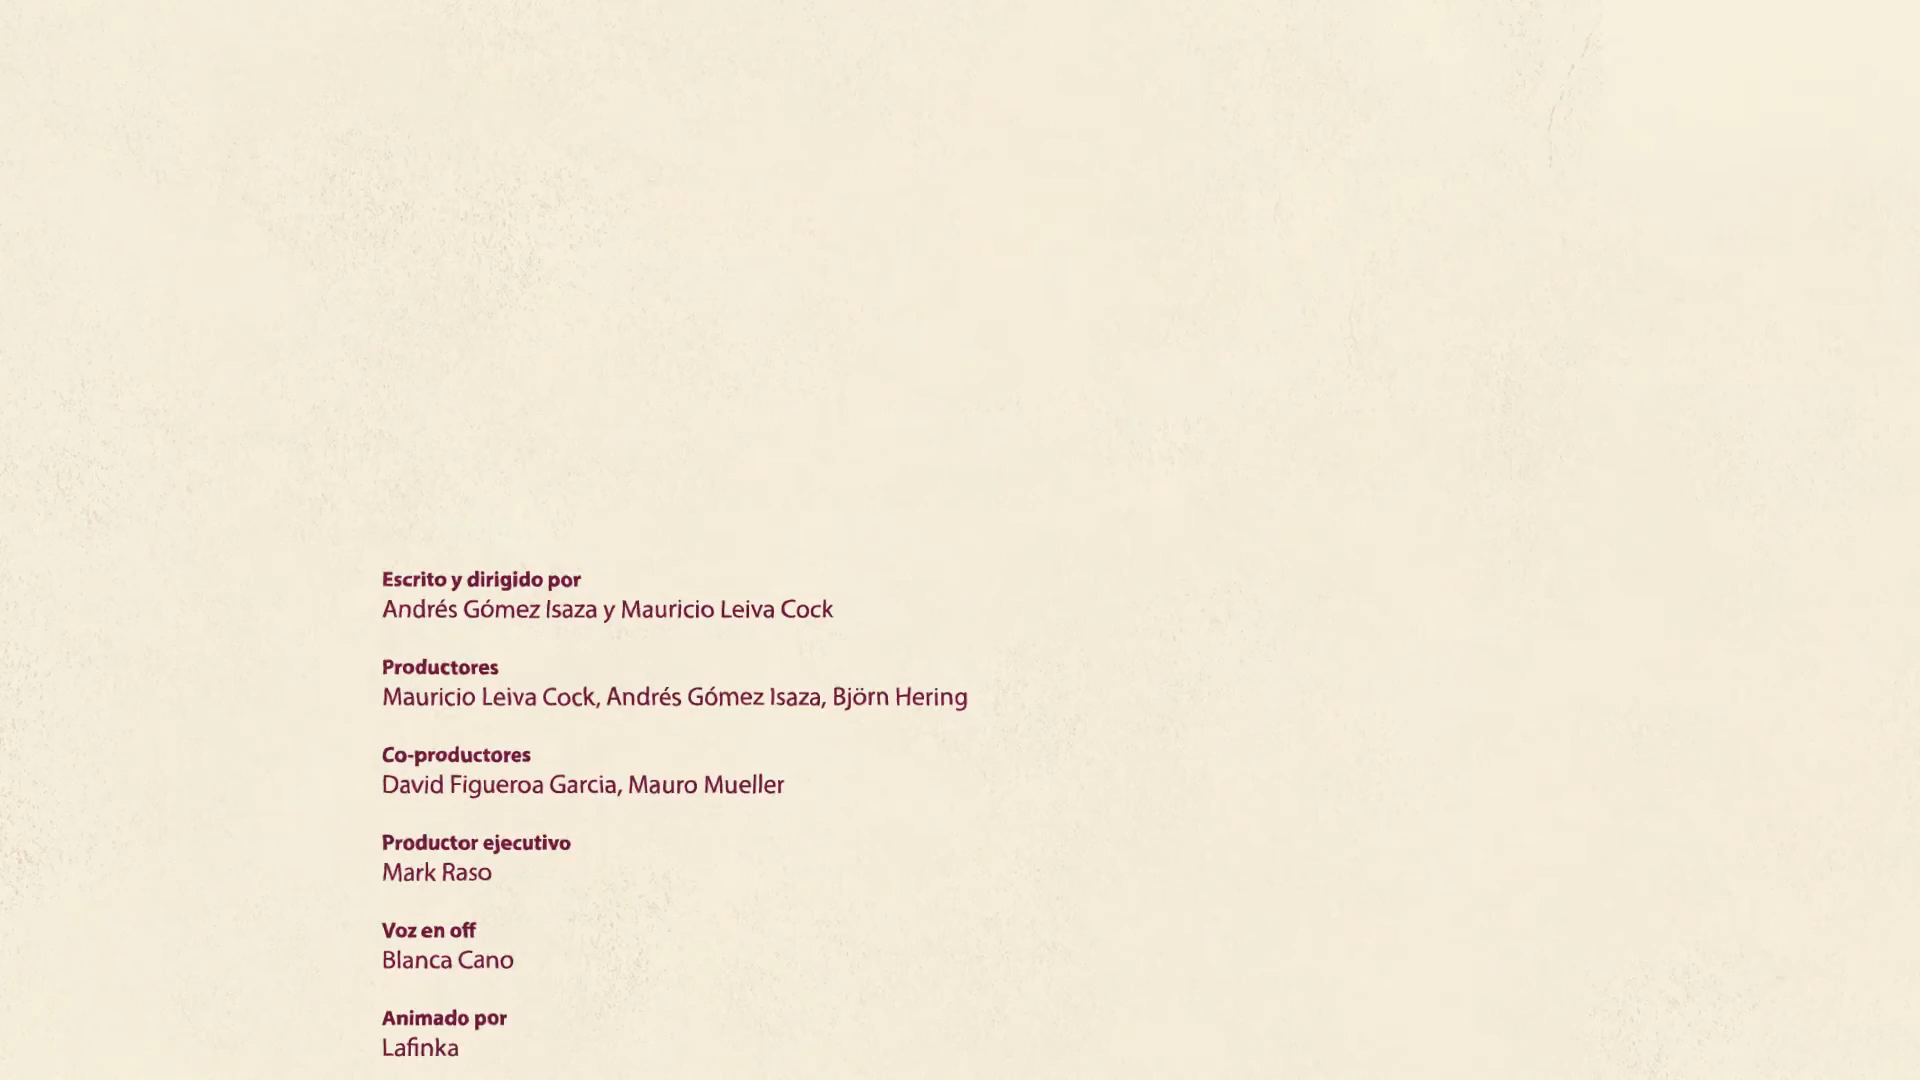 Escrito y dirigido por
Andrés Gómez Isaza y Mauricio Leiva Cock
Productores
Mauricio Leiva Cock, Andrés Gómez Isaza, Björn Hering
Co-productores
David Figueroa Garcia, Mauro Mueller
Productor ejecutivo
Mark Raso
Voz en off
Blanca Cano
Animado por
Lafinka